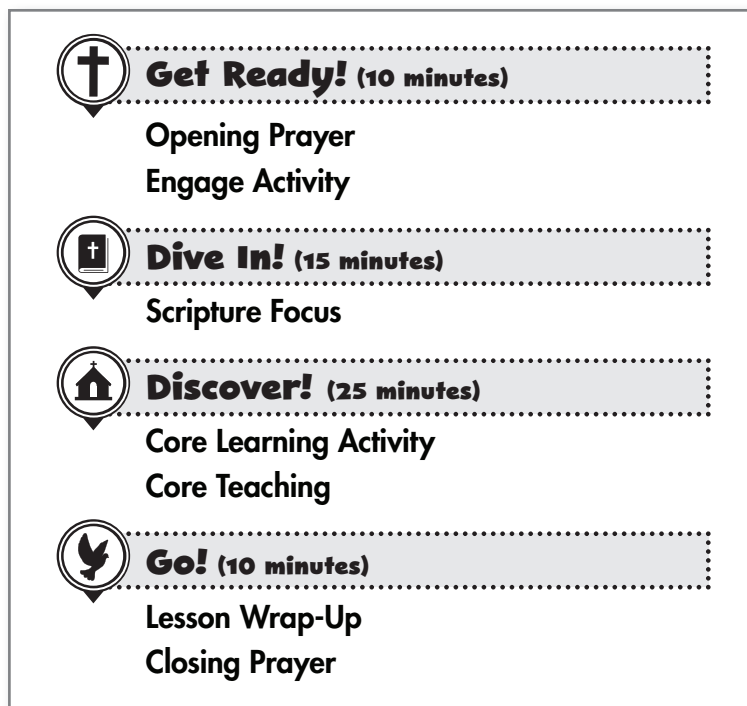 Get Ready! (10 minutes)
Opening Prayer
Engage Activity
Dive In! (15 minutes)
Scripture Focus
Discover! (25 minutes)
Core Learning Activity
Core Teaching
Go! (10 minutes)
Lesson Wrap-Up
Closing Prayer